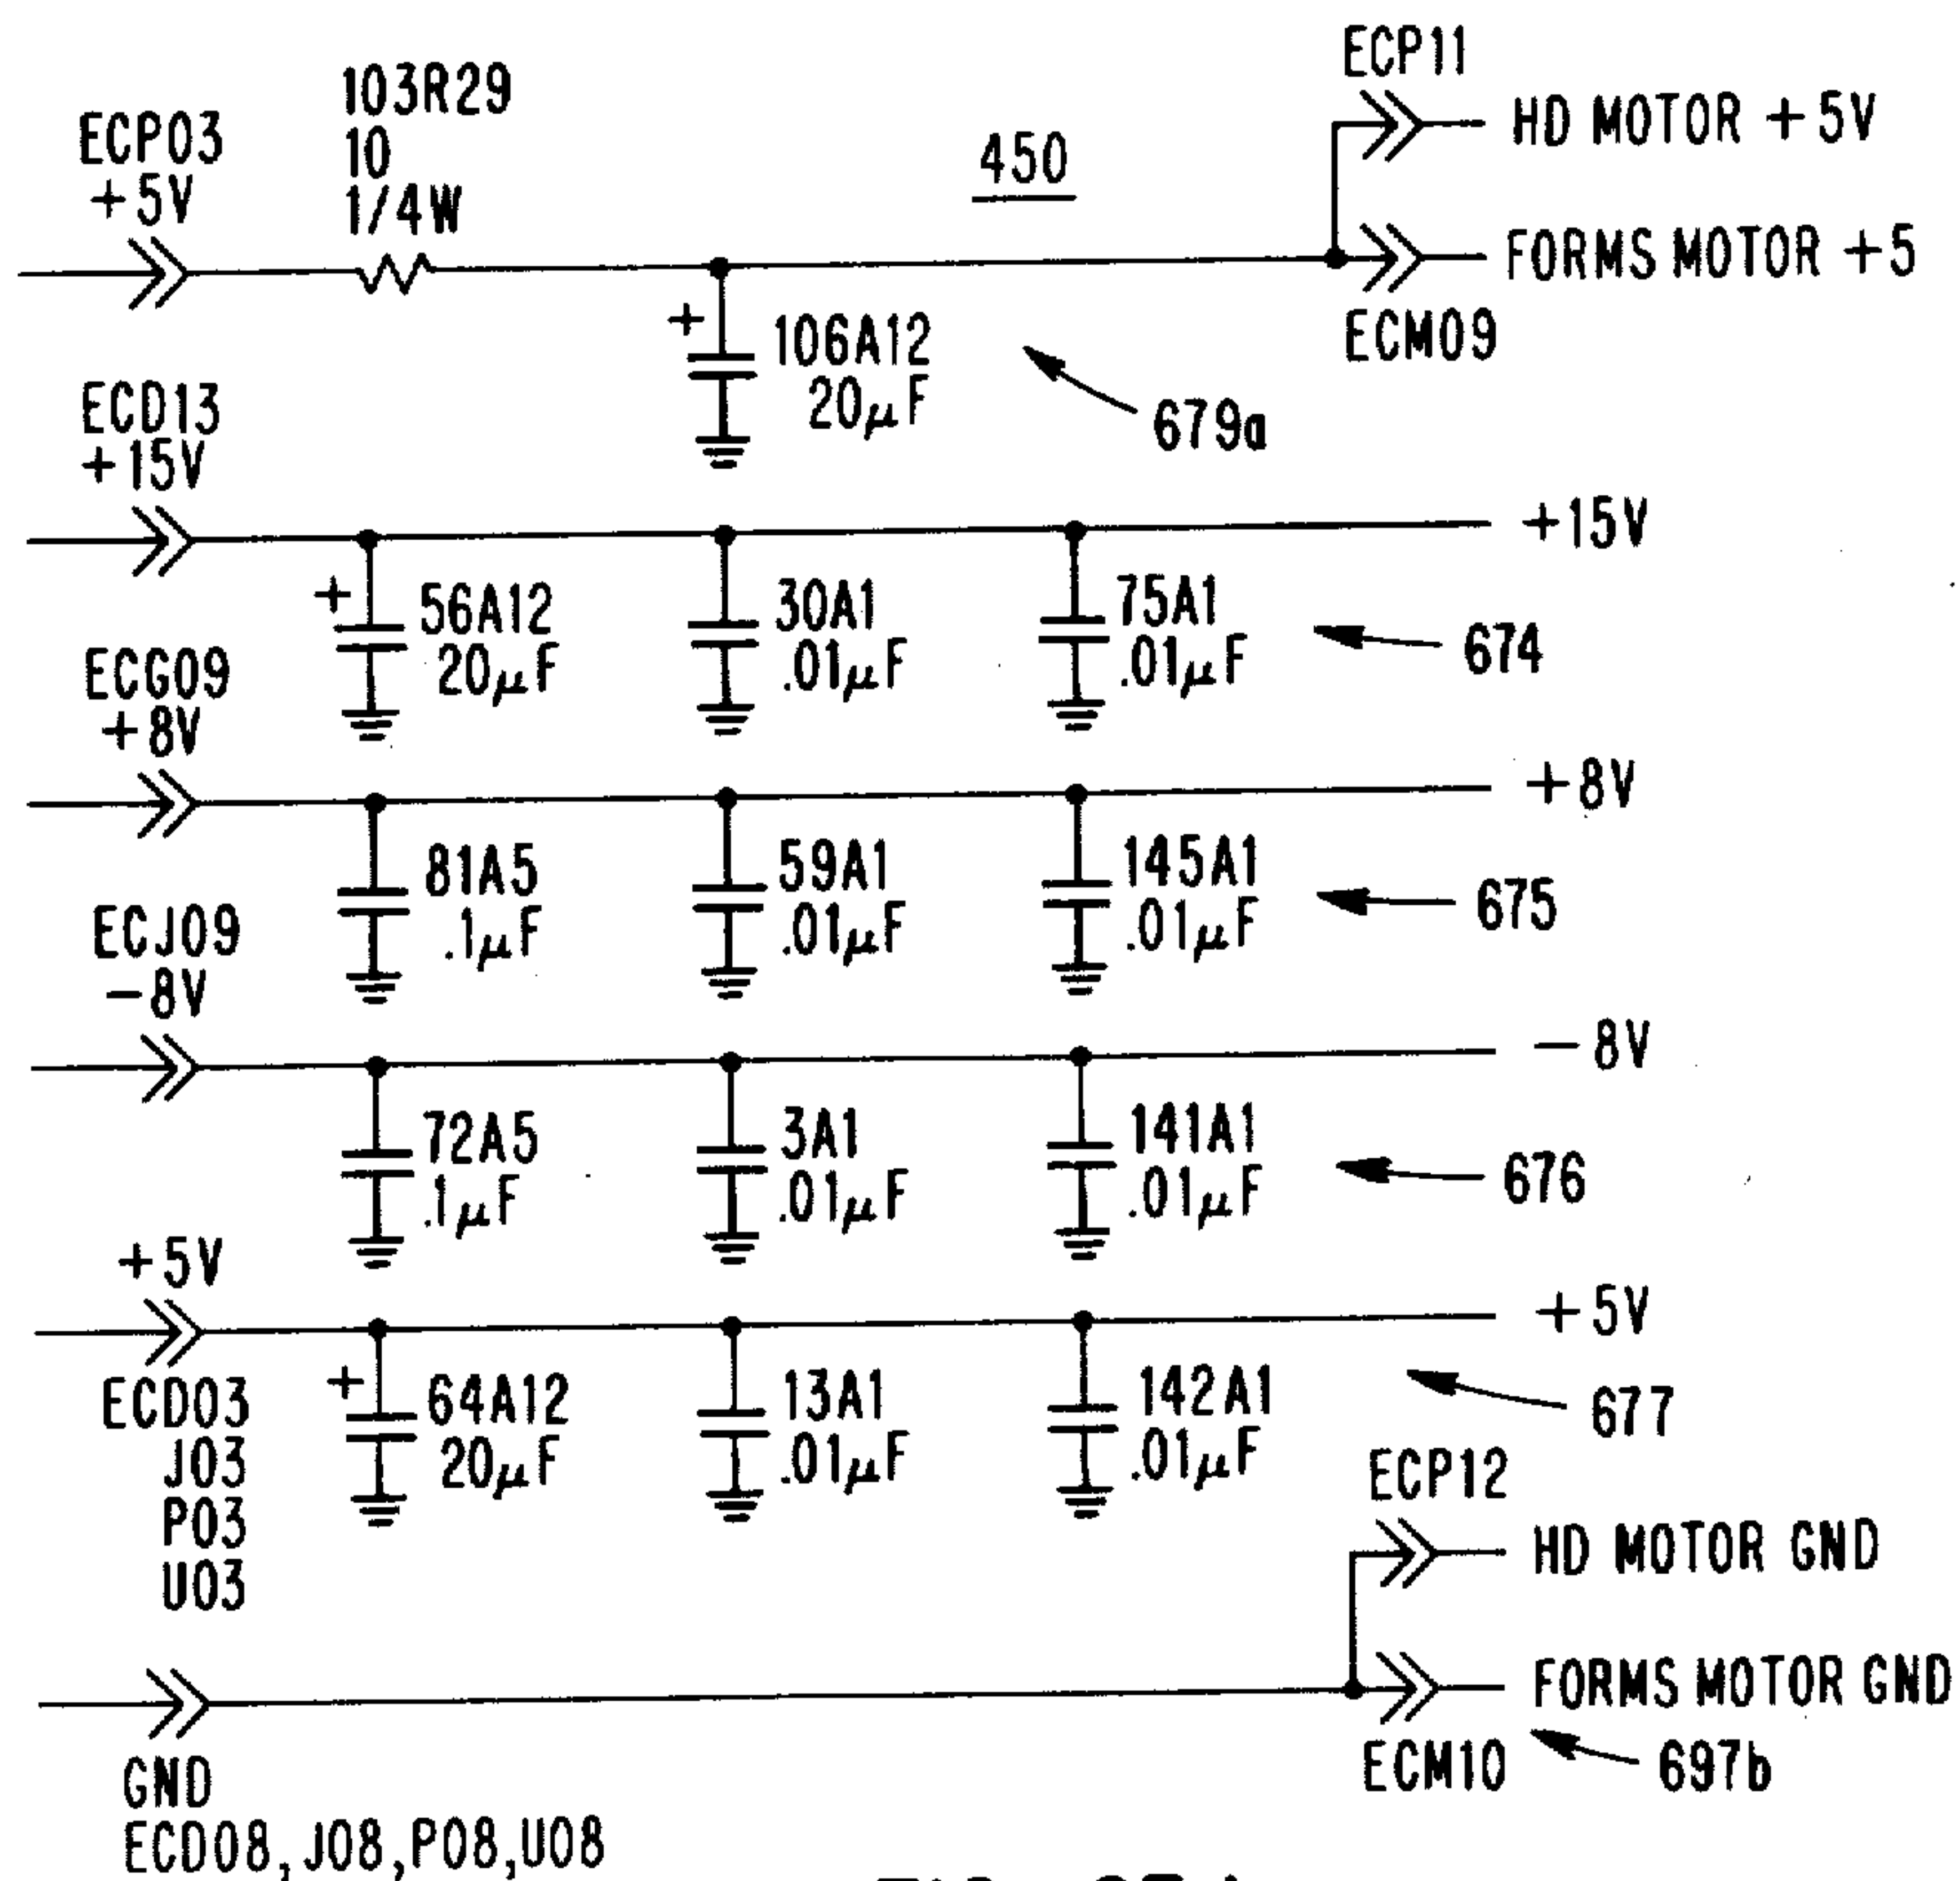 ECP03
+5V
103R29
10
1/4W
450
ECP11
HD MOTOR +5V
FORMS MOTOR +5
ECM09
+
106A12
20μF
679a
ECD13
+15V
+15V
+
56A12
20μF
30A1
.01μF
75A1
.01μF
674
ECG09
+8V
+8V
81A5
.1μF
59A1
.01μF
145A1
.01μF
675
ECJ09
-8V
-8V
72A5
.1μF
3A1
.01μF
141A1
.01μF
676
+5V
+5V
ECD03
J03
P03
U03
+
64A12
20μF
13A1
.01μF
142A1
.01μF
677
ECP12
HD MOTOR GND
FORMS MOTOR GND
ECM10
697b
GND
ECD08, J08, P08, U08